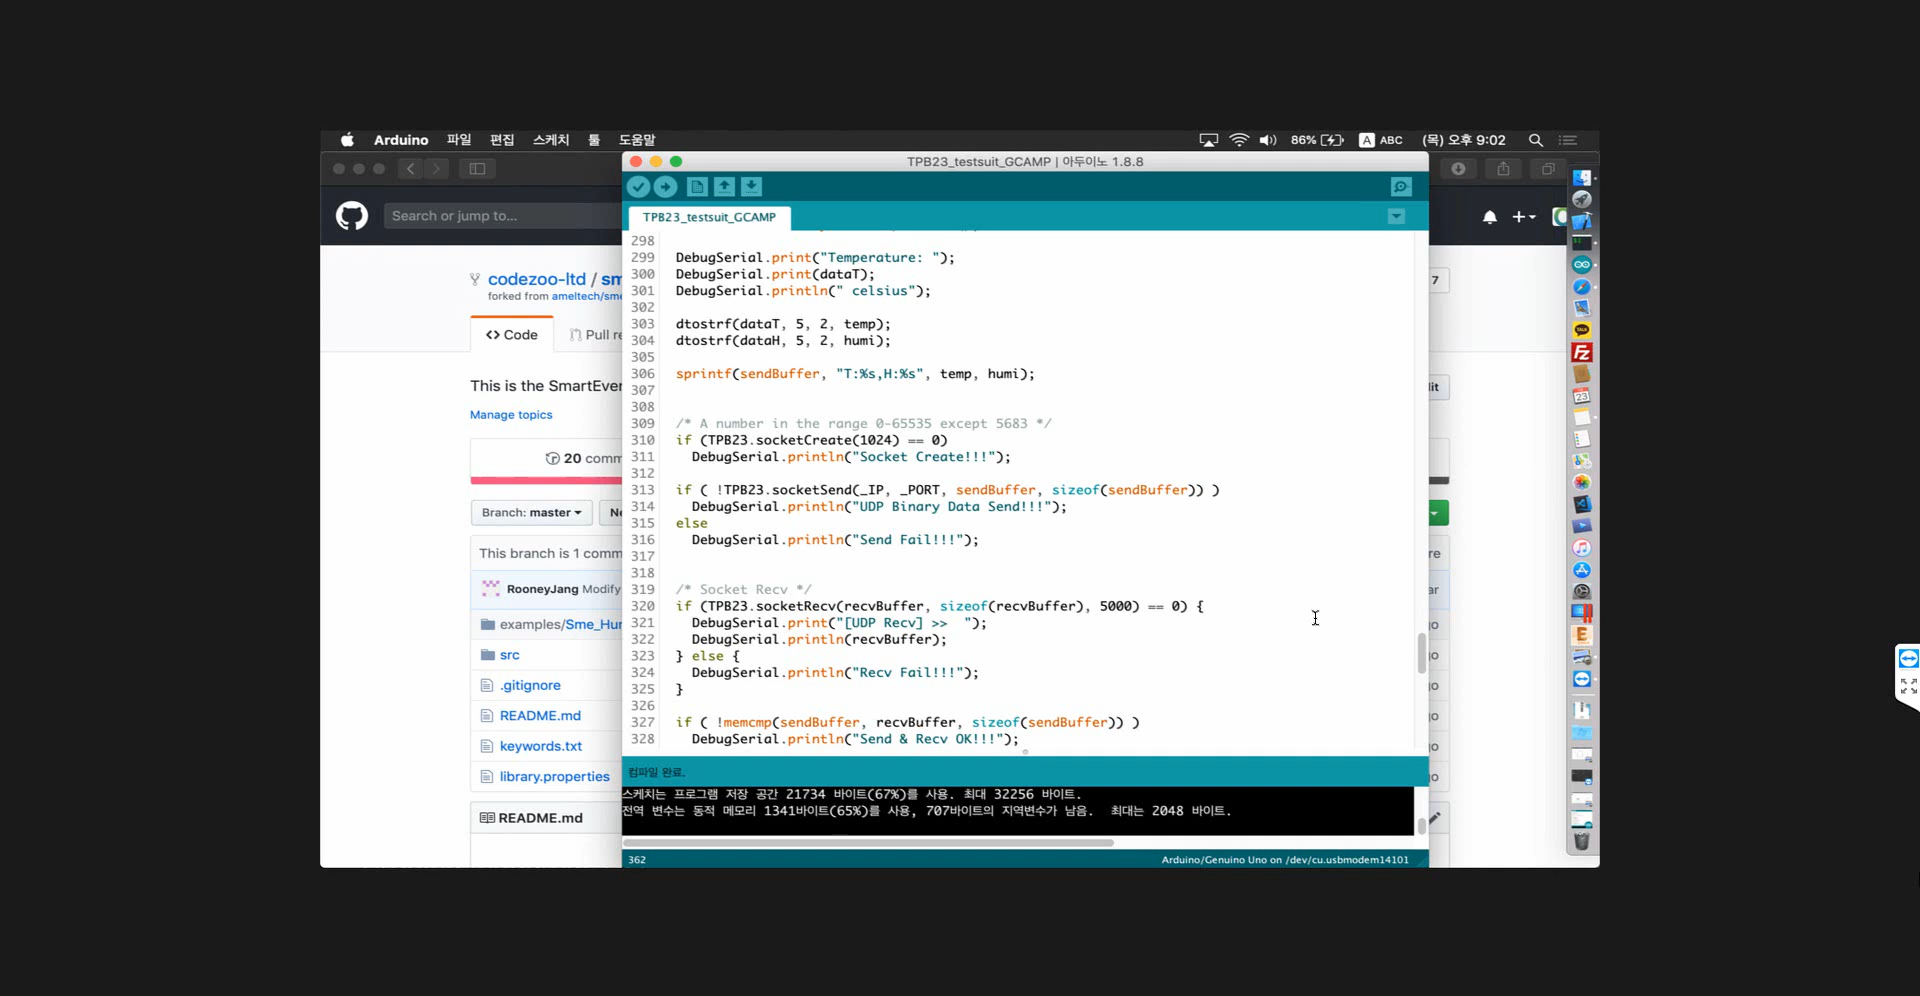 Arduino 파일 편집 스케치 툴 도움말 86% A ABC (목) 오후 9:02
TPB23_testsuit_GCAMP | 아두이노 1.8.8
Search or jump to...
TPB23_testsuit_GCAMP
codezoo-ltd / sm
forked from ameltech/sme
7
<> Code
Pull re
This is the SmartEver
Manage topics
20 comm
Branch: master
Ne
This branch is 1 comm
RooneyJang Modify
examples/Sme_Hur
src
.gitignore
README.md
keywords.txt
library.properties
README.md
298
299 DebugSerial.print("Temperature: ");
300 DebugSerial.print(dataT);
301 DebugSerial.println(" celsius");
302
303 dtostrf(dataT, 5, 2, temp);
304 dtostrf(dataH, 5, 2, humi);
305
306 sprintf(sendBuffer, "T:%s,H:%s", temp, humi);
307
308
309 /* A number in the range 0-65535 except 5683 */
310 if (TPB23.socketCreate(1024) == 0)
311 DebugSerial.println("Socket Create!!!");
312
313 if ( !TPB23.socketSend(_IP, _PORT, sendBuffer, sizeof(sendBuffer)) )
314 DebugSerial.println("UDP Binary Data Send!!!");
315 else
316 DebugSerial.println("Send Fail!!!");
317
318
319 /* Socket Recv */
320 if (TPB23.socketRecv(recvBuffer, sizeof(recvBuffer), 5000) == 0) {
321 DebugSerial.print("[UDP Recv] >>  ");
322 DebugSerial.println(recvBuffer);
323 } else {
324 DebugSerial.println("Recv Fail!!!");
325 }
326
327 if ( !memcmp(sendBuffer, recvBuffer, sizeof(sendBuffer)) )
328 DebugSerial.println("Send & Recv OK!!!");
컴파일 완료.
스케치는 프로그램 저장 공간 21734 바이트(67%)를 사용. 최대 32256 바이트.
전역 변수는 동적 메모리 1341바이트(65%)를 사용, 707바이트의 지역변수가 남음.  최대는 2048 바이트.
362
Arduino/Genuino Uno on /dev/cu.usbmodem14101